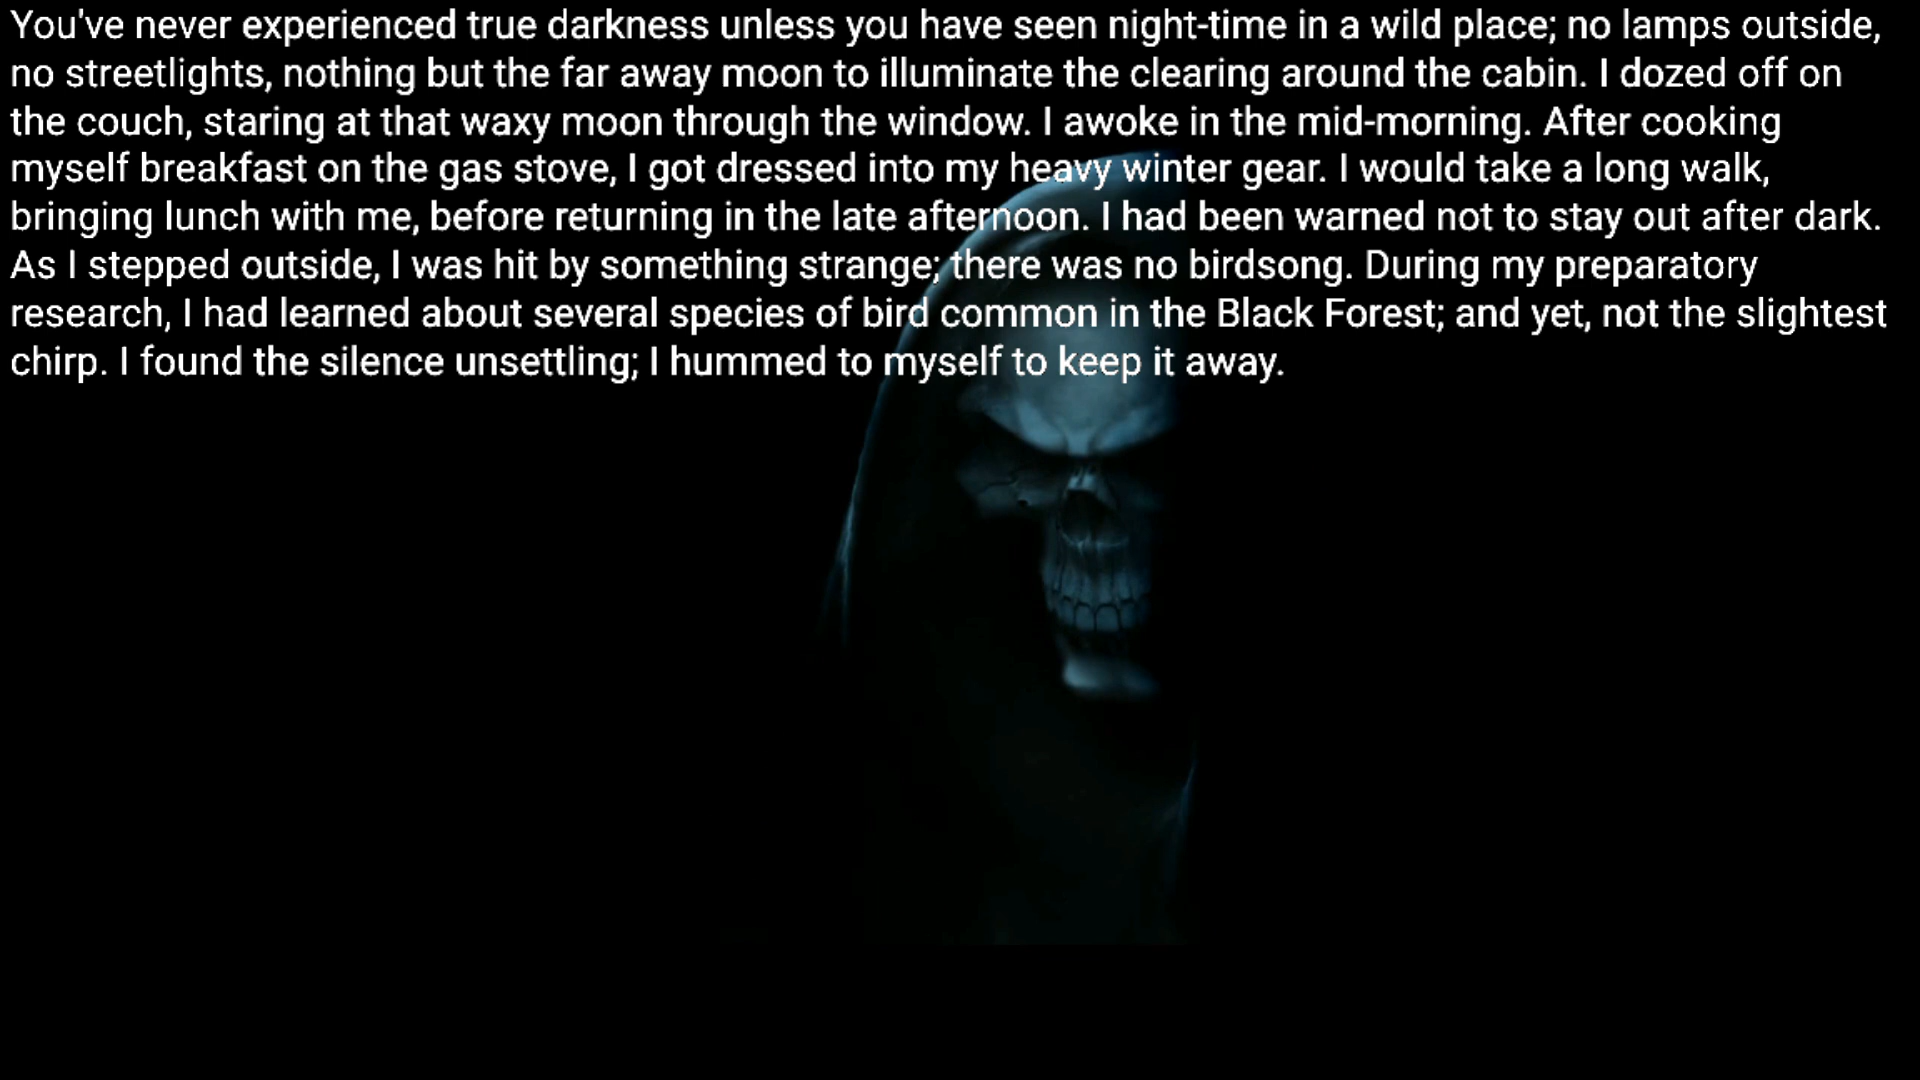 You've never experienced true darkness unless you have seen night-time in a wild place; no lamps outside,
no streetlights, nothing but the far away moon to illuminate the clearing around the cabin. I dozed off on
the couch, staring at that waxy moon through the window. I awoke in the mid-morning. After cooking
myself breakfast on the gas stove, I got dressed into my heavy winter gear. I would take a long walk,
bringing lunch with me, before returning in the late afternoon. I had been warned not to stay out after dark.
As I stepped outside, I was hit by something strange; there was no birdsong. During my preparatory
research, I had learned about several species of bird common in the Black Forest; and yet, not the slightest
chirp. I found the silence unsettling; I hummed to myself to keep it away.